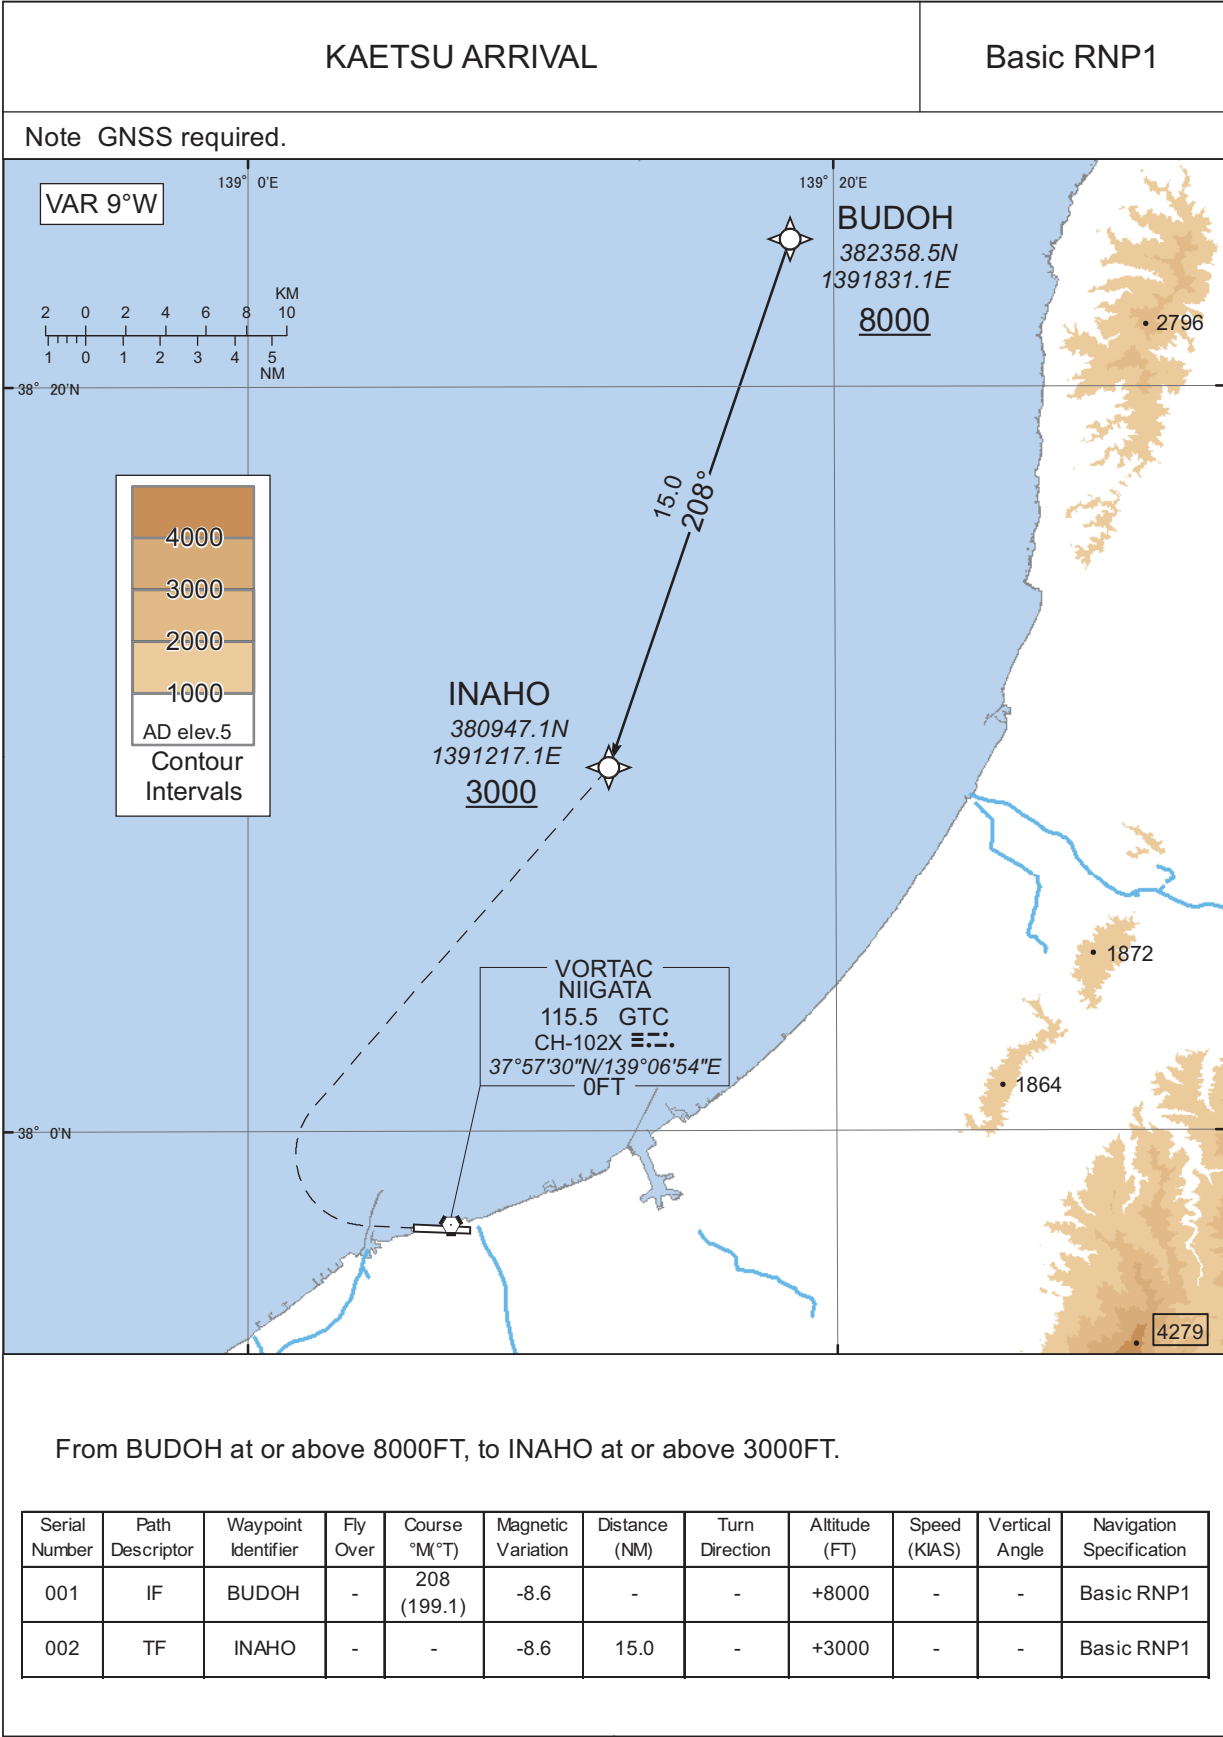 KAETSU ARRIVAL
Basic RNP1
Note GNSS required.
139° 0'E
139° 20'E
VAR 9°W
BUDOH
382358.5N
1391831.1E
8000
KM
2 0 2 4 6 8 10
1 0 1 2 3 4 5
NM
2796
38° 20'N
15.0
208°
4000
3000
2000
1000
AD elev.5
Contour
Intervals
INAHO
380947.1N
1391217.1E
3000
1872
VORTAC
NIIGATA
115.5 GTC
CH-102X
37°57'30"N/139°06'54"E
0FT
1864
38° 0'N
4279
From BUDOH at or above 8000FT, to INAHO at or above 3000FT.
Serial Number Path Descriptor Waypoint Identifier Fly Over Course °M(°T) Magnetic Variation Distance (NM) Turn Direction Altitude (FT) Speed (KIAS) Vertical Angle Navigation Specification
001 IF BUDOH - 208 (199.1) -8.6 - - +8000 - - Basic RNP1
002 TF INAHO - - -8.6 15.0 - +3000 - - Basic RNP1